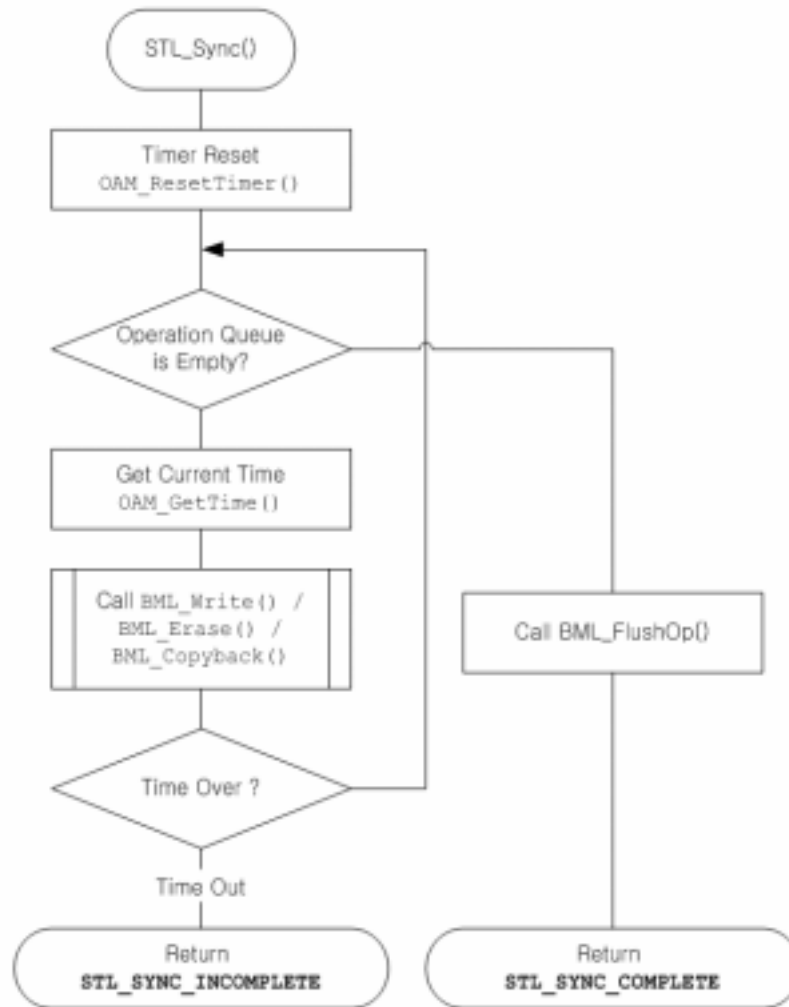 STL_Sync()
Timer Reset
OAM_ResetTimer()
Operation Queue
is Empty?
Get Current Time
OAM_GetTime()
Call BML_Write() /
BML_Erase() /
BML_Copyback()
Call BML_FlushOp()
Time Over ?
Time Out
Return
STL_SYNC_INCOMPLETE
Return
STL_SYNC_COMPLETE